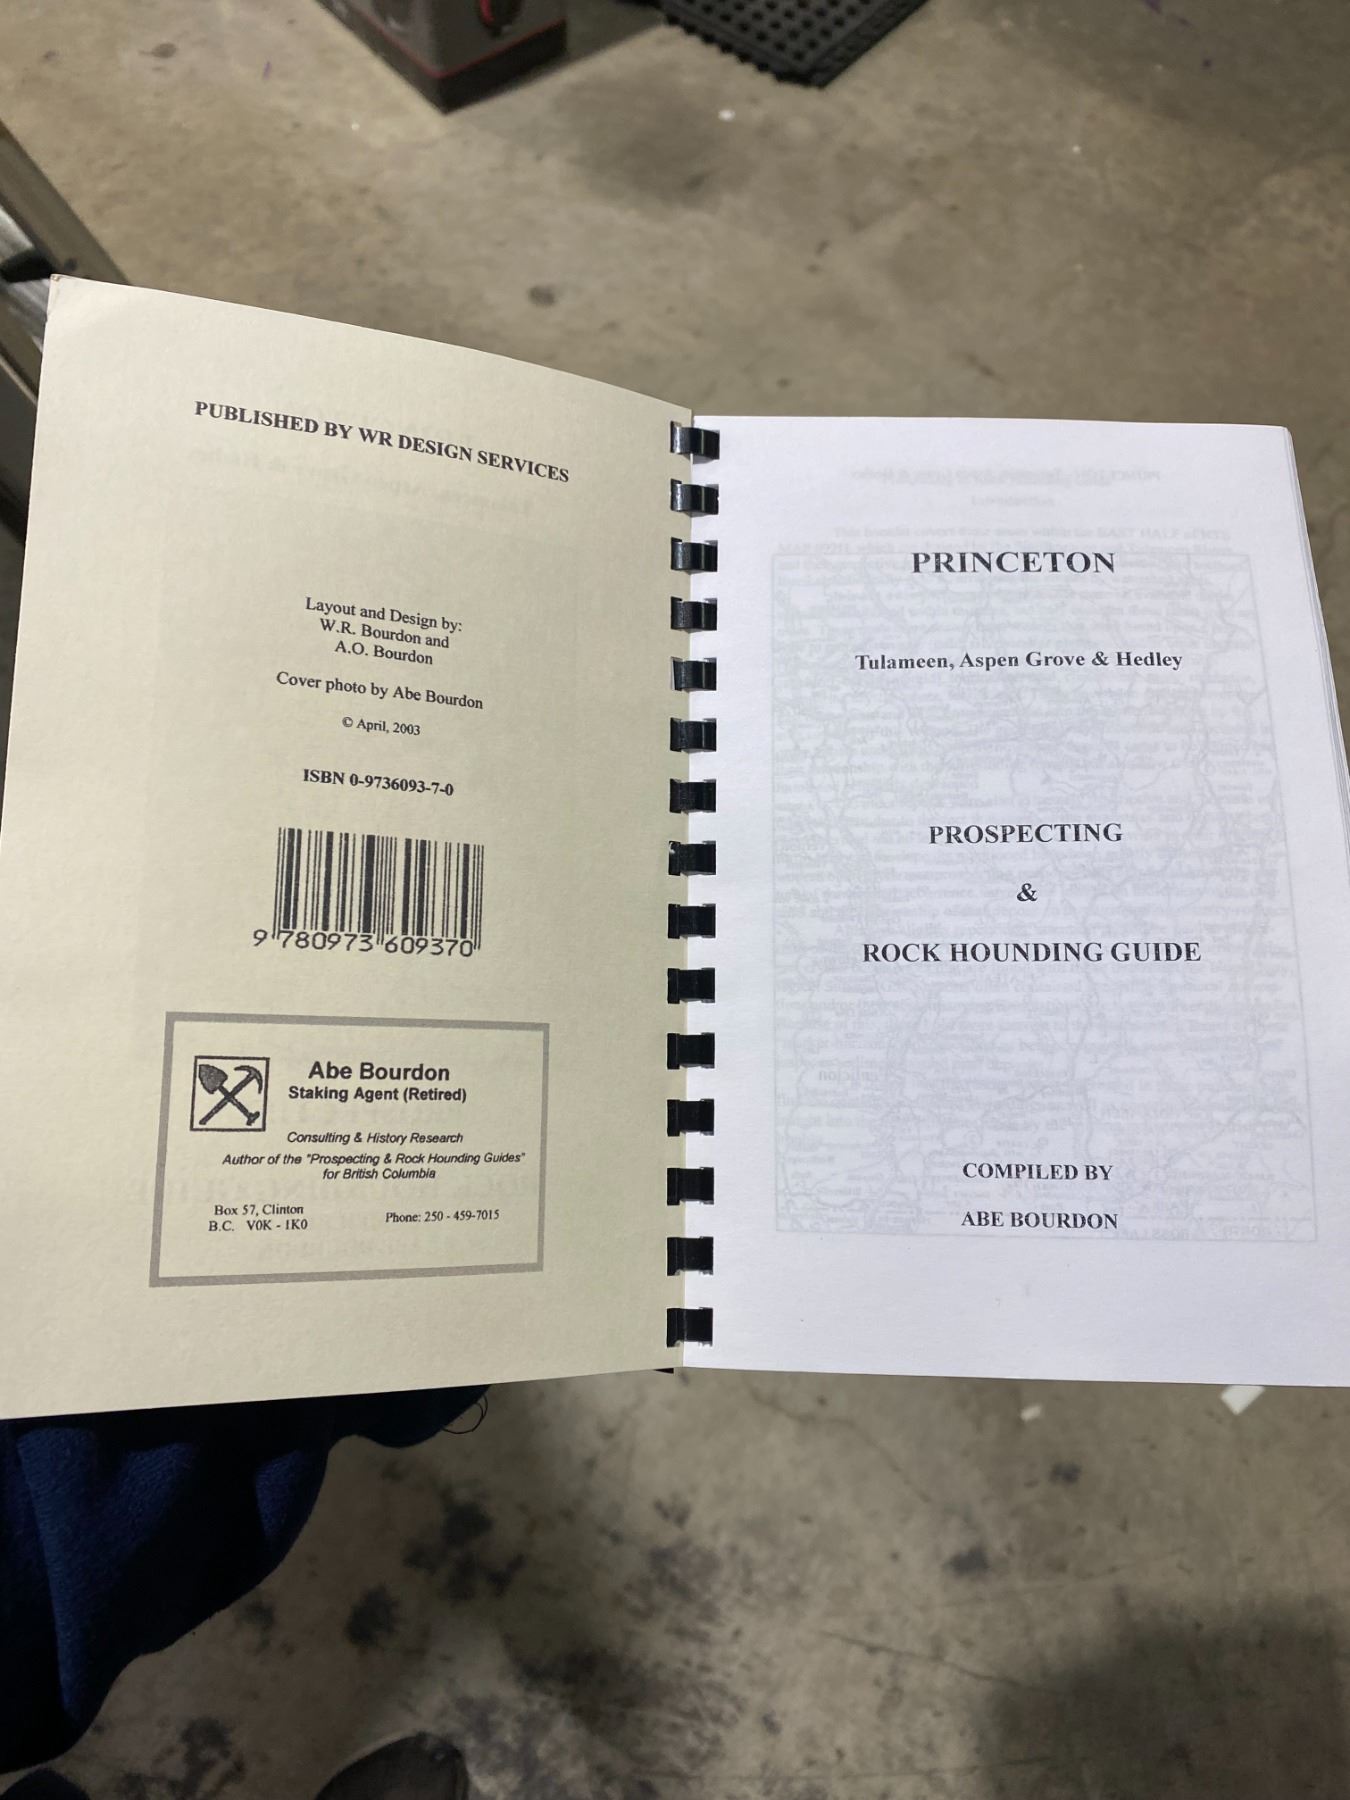 PUBLISHED BY WR DESIGN SERVICES
Layout and Design by:
W.R. Bourdon and
A.O. Bourdon
Cover photo by Abe Bourdon
© April, 2003
ISBN 0-9736093-7-0
9 780973 609370
Abe Bourdon
Staking Agent (Retired)
Consulting & History Research
Author of the "Prospecting & Rock Hounding Guides"
for British Columbia
Box 57, Clinton
B.C. V0K - 1K0
Phone: 250 - 459-7015
PRINCETON
Tulameen, Aspen Grove & Hedley
PROSPECTING
&
ROCK HOUNDING GUIDE
COMPILED BY
ABE BOURDON